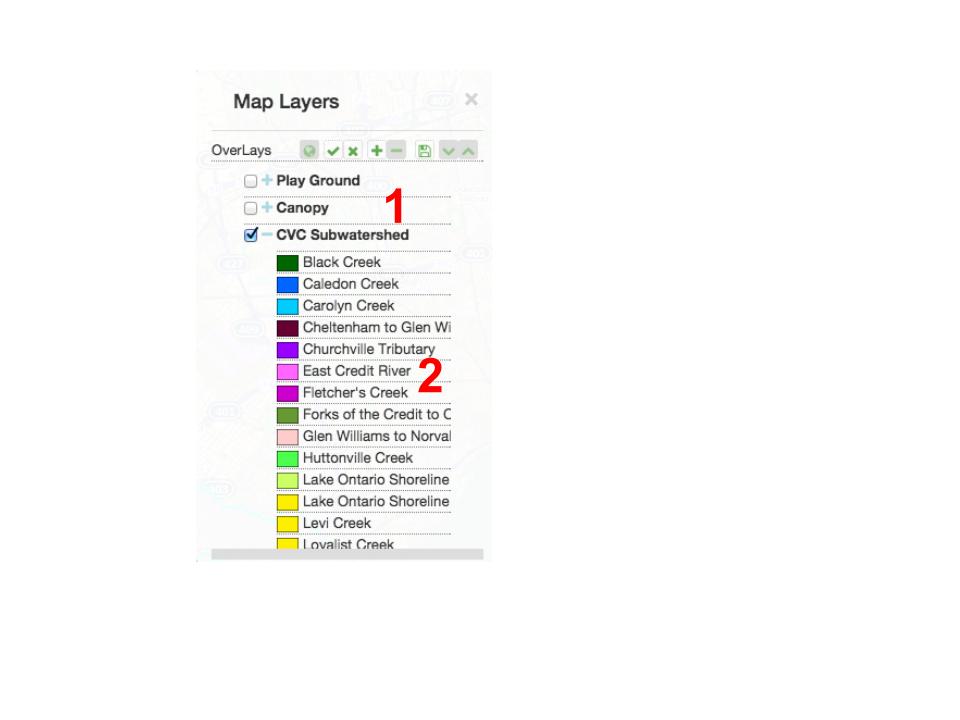 Map Layers
OverLays
Play Ground
1
Canopy
CVC Subwatershed
Black Creek
Caledon Creek
Carolyn Creek
Cheltenham to Glen Wi
Churchville Tributary
East Credit River
2
Fletcher's Creek
Forks of the Credit to C
Glen Williams to Norval
Huttonville Creek
Lake Ontario Shoreline
Lake Ontario Shoreline
Levi Creek
Loyalist Creek